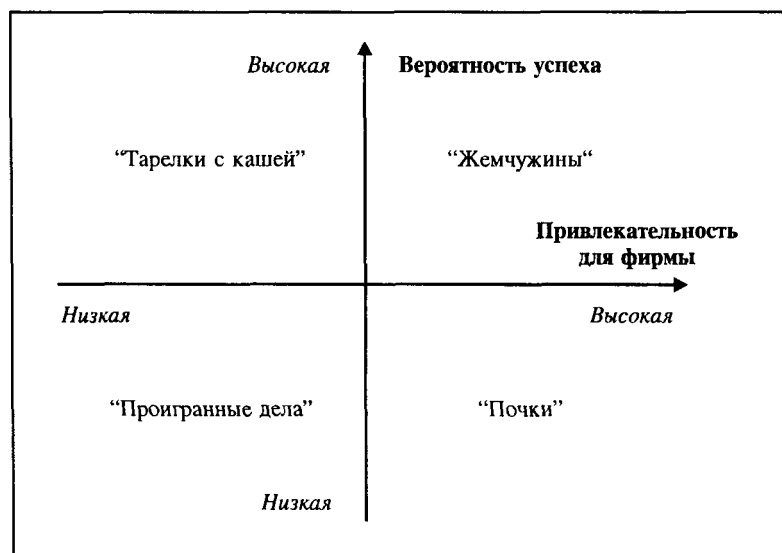 Высокая
Вероятность успеха
“Тарелки с кашей”
“Жемчужины“
Привлекательность
для фирмы
Низкая
Высокая
“Проигранные дела”
“Почки”
Низкая